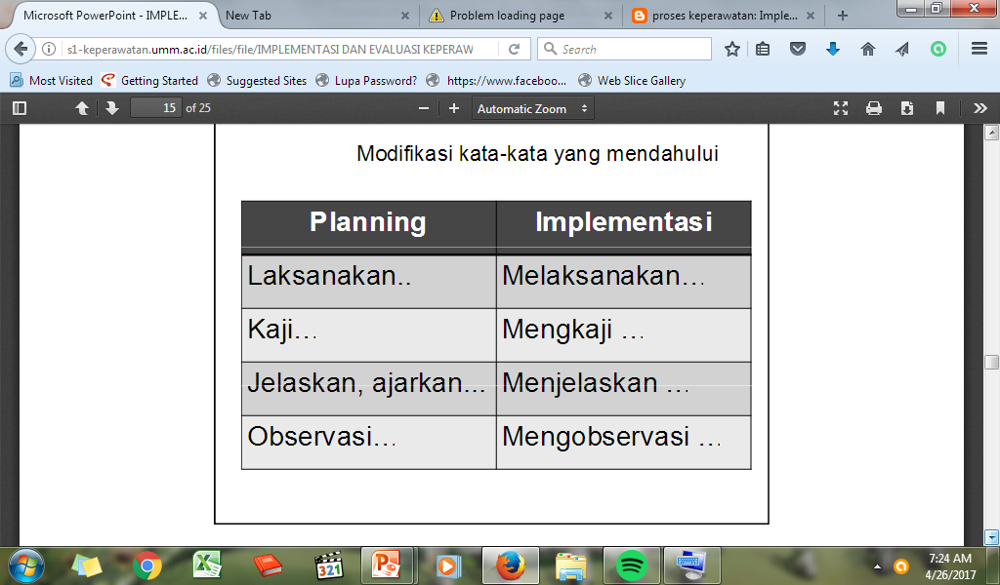 Microsoft PowerPoint - IMPLE...
New Tab
Problem loading page
proses keperawatan: Imple...
s1-keperawatan.umm.ac.id/files/file/IMPLEMENTASI DAN EVALUASI KEPERAW
Search
Most Visited
Getting Started
Suggested Sites
Lupa Password?
https://www.faceboo...
Web Slice Gallery
15 of 25
Automatic Zoom
Modifikasi kata-kata yang mendahului
Planning Implementasi
Laksanakan.. Melaksanakan...
Kaji... Mengkaji ...
Jelaskan, ajarkan... Menjelaskan ...
Observasi... Mengobservasi ...
321
7:24 AM
4/26/2017